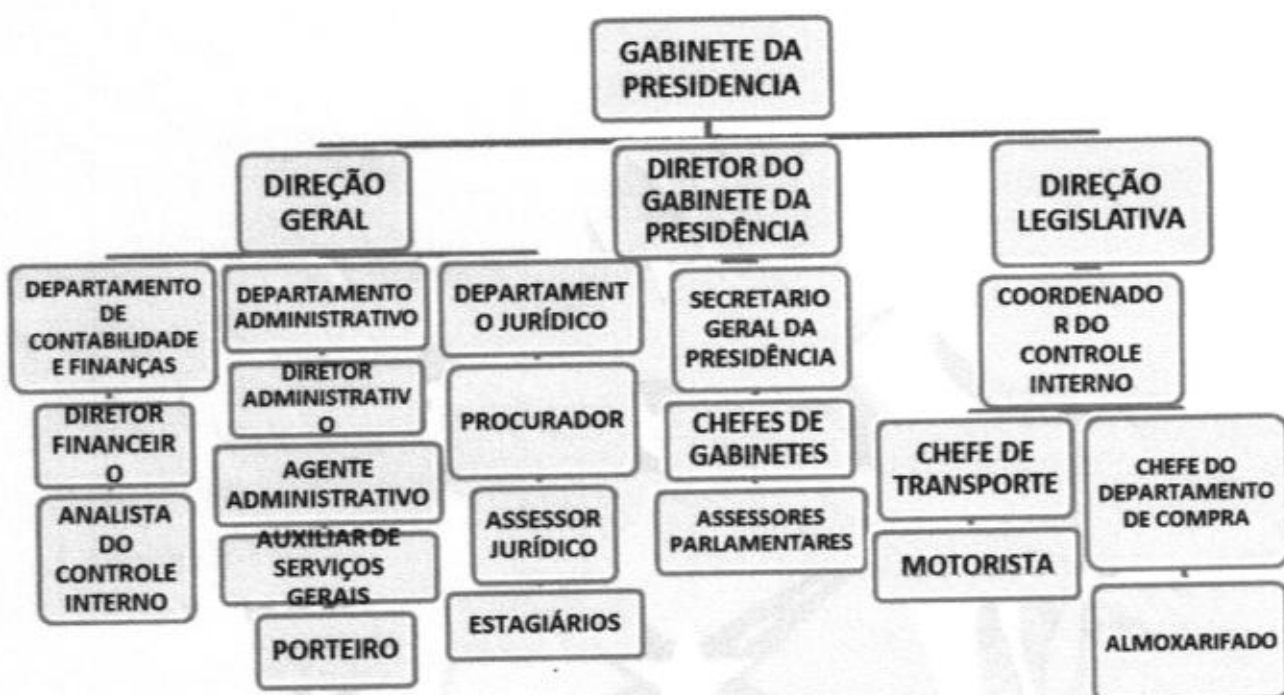 GABINETE DA
PRESIDENCIA
DIREÇÃO
GERAL
DIRETOR DO
GABINETE DA
PRESIDÊNCIA
DIREÇÃO
LEGISLATIVA
DEPARTAMENTO
DE
CONTABILIDADE
E FINANÇAS
DIRETOR
FINANCEIR
O
ANALISTA
DO
CONTROLE
INTERNO
DEPARTAMENTO
ADMINISTRATIVO
DIRETOR
ADMINISTRATIV
O
AGENTE
ADMINISTRATIVO
AUXILIAR DE
SERVIÇOS
GERAIS
PORTEIRO
DEPARTAMENT
O JURÍDICO
PROCURADOR
ASSESSOR
JURÍDICO
ESTAGIÁRIOS
SECRETARIO
GERAL DA
PRESIDÊNCIA
CHEFES DE
GABINETES
ASSESSORES
PARLAMENTARES
COORDENADO
R DO
CONTROLE
INTERNO
CHEFE DE
TRANSPORTE
MOTORISTA
CHEFE DO
DEPARTAMENTO
DE COMPRA
ALMOXARIFADO